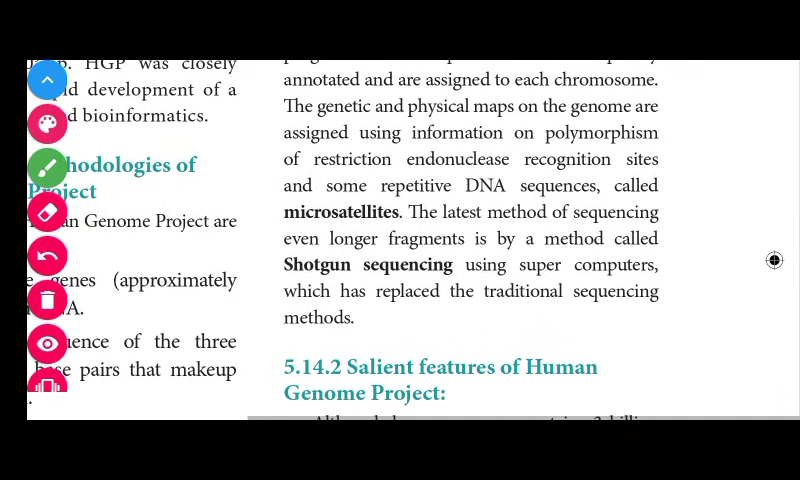 HGP was closely
development of a
bioinformatics.
hodologies of
Project
Genome Project are
genes (approximately
of the three
pairs that makeup
annotated and are assigned to each chromosome.
The genetic and physical maps on the genome are
assigned using information on polymorphism
of restriction endonuclease recognition sites
and some repetitive DNA sequences, called
microsatellites. The latest method of sequencing
even longer fragments is by a method called
Shotgun sequencing using super computers,
which has replaced the traditional sequencing
methods.
5.14.2 Salient features of Human
Genome Project: